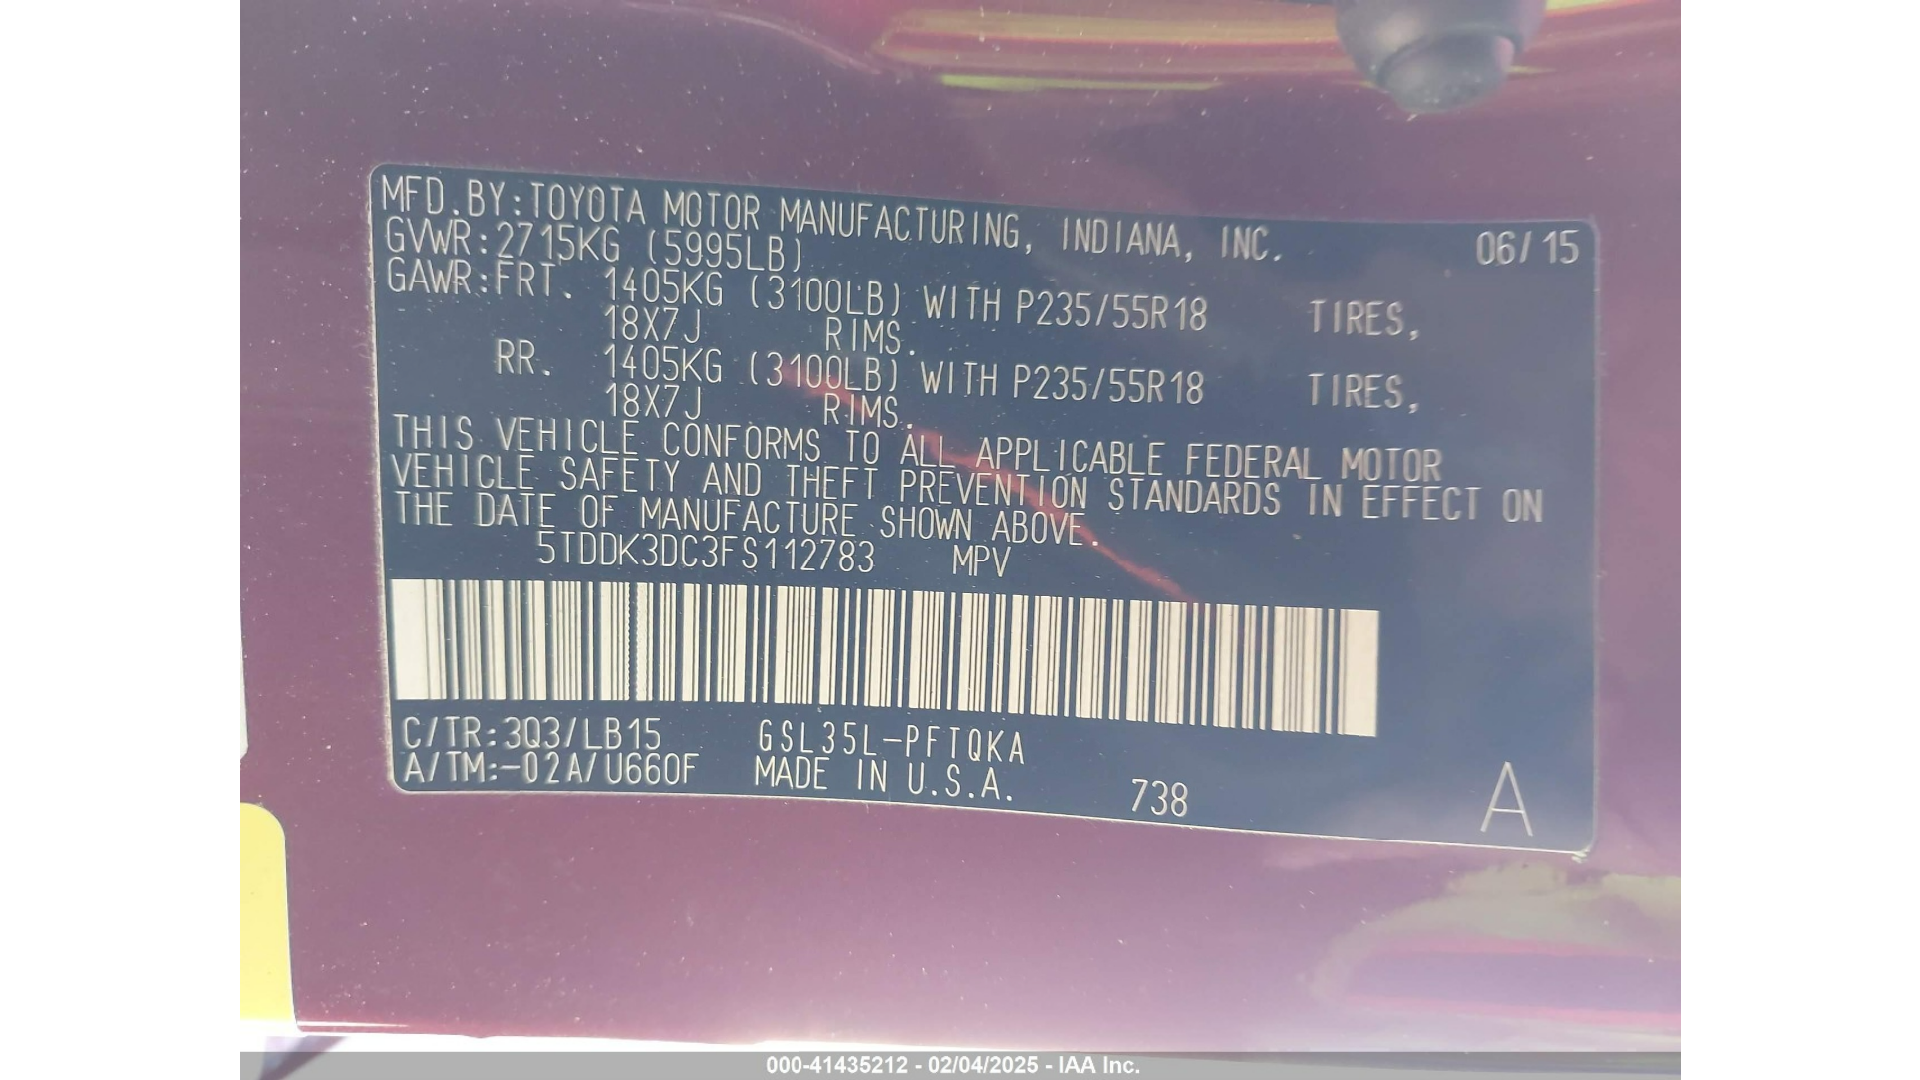 MFD.BY:TOYOTA MOTOR MANUFACTURING, INDIANA, INC. 06/15
GVWR:2715KG (5995LB)
GAWR:FRT. 1405KG (3100LB) WITH P235/55R18 TIRES,
18X7J RIMS.
RR. 1405KG (3100LB) WITH P235/55R18 TIRES,
18X7J RIMS.
THIS VEHICLE CONFORMS TO ALL APPLICABLE FEDERAL MOTOR
VEHICLE SAFETY AND THEFT PREVENTION STANDARDS IN EFFECT ON
THE DATE OF MANUFACTURE SHOWN ABOVE.
5TDDK3DC3FS112783 MPV
C/TR:3Q3/LB15 GSL35L-PFTQKA
A/TM:-02A/U660F MADE IN U.S.A. 738 A
000-41435212 - 02/04/2025 - IAA Inc.